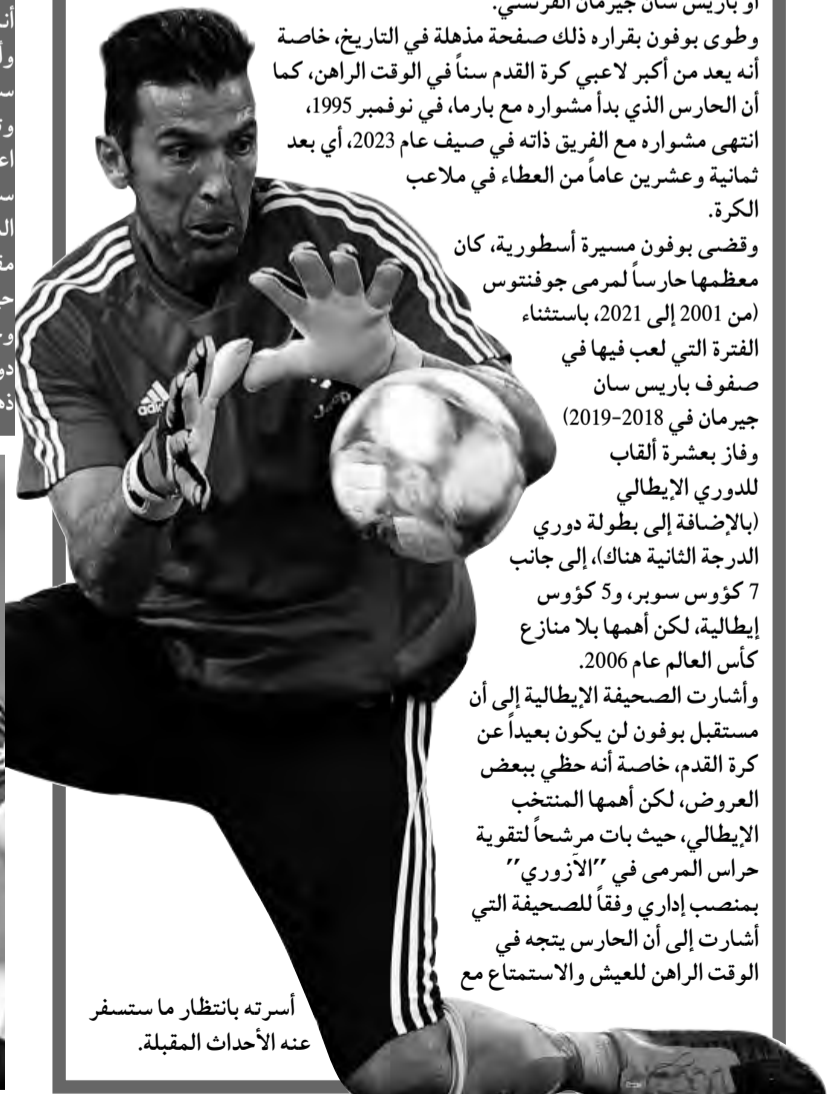 أو باريس سان جيرمان الفرنسي.
وطوى بوفون بقراره ذلك صفحة مذهلة في التاريخ، خاصة
أنه يعد من أكبر لاعبي كرة القدم سناً في الوقت الراهن، كما
أن الحارس الذي بدأ مشواره مع بارما، في نوفمبر 1995،
انتهى مشواره مع الفريق ذاته في صيف عام 2023، أي بعد
ثمانية وعشرين عاماً من العطاء في ملاعب
الكرة.
وقضى بوفون مسيرة أسطورية، كان
معظمها حارساً لمرمى جوفنتوس
(من 2001 إلى 2021، باستثناء
الفترة التي لعب فيها في
صفوف باريس سان
جيرمان في 2018-2019)
وفاز بعشرة ألقاب
للدوري الإيطالي
(بالإضافة إلى بطولة دوري
الدرجة الثانية هناك)، إلى جانب
7 كؤوس سوبر، و5 كؤوس
إيطالية، لكن أهمها بلا منازع
كأس العالم عام 2006.
وأشارت الصحيفة الإيطالية إلى أن
مستقبل بوفون لن يكون بعيداً عن
كرة القدم، خاصة أنه حظي ببعض
العروض، لكن أهمها المنتخب
الإيطالي، حيث بات مرشحاً لتقوية
حراس المرمى في ”الآزوري”
بمنصب إداري وفقاً للصحيفة التي
أشارت إلى أن الحارس يتجه في
الوقت الراهن للعيش والاستمتاع مع
أسرته بانتظار ما ستسفر
عنه الأحداث المقبلة.
Jeep